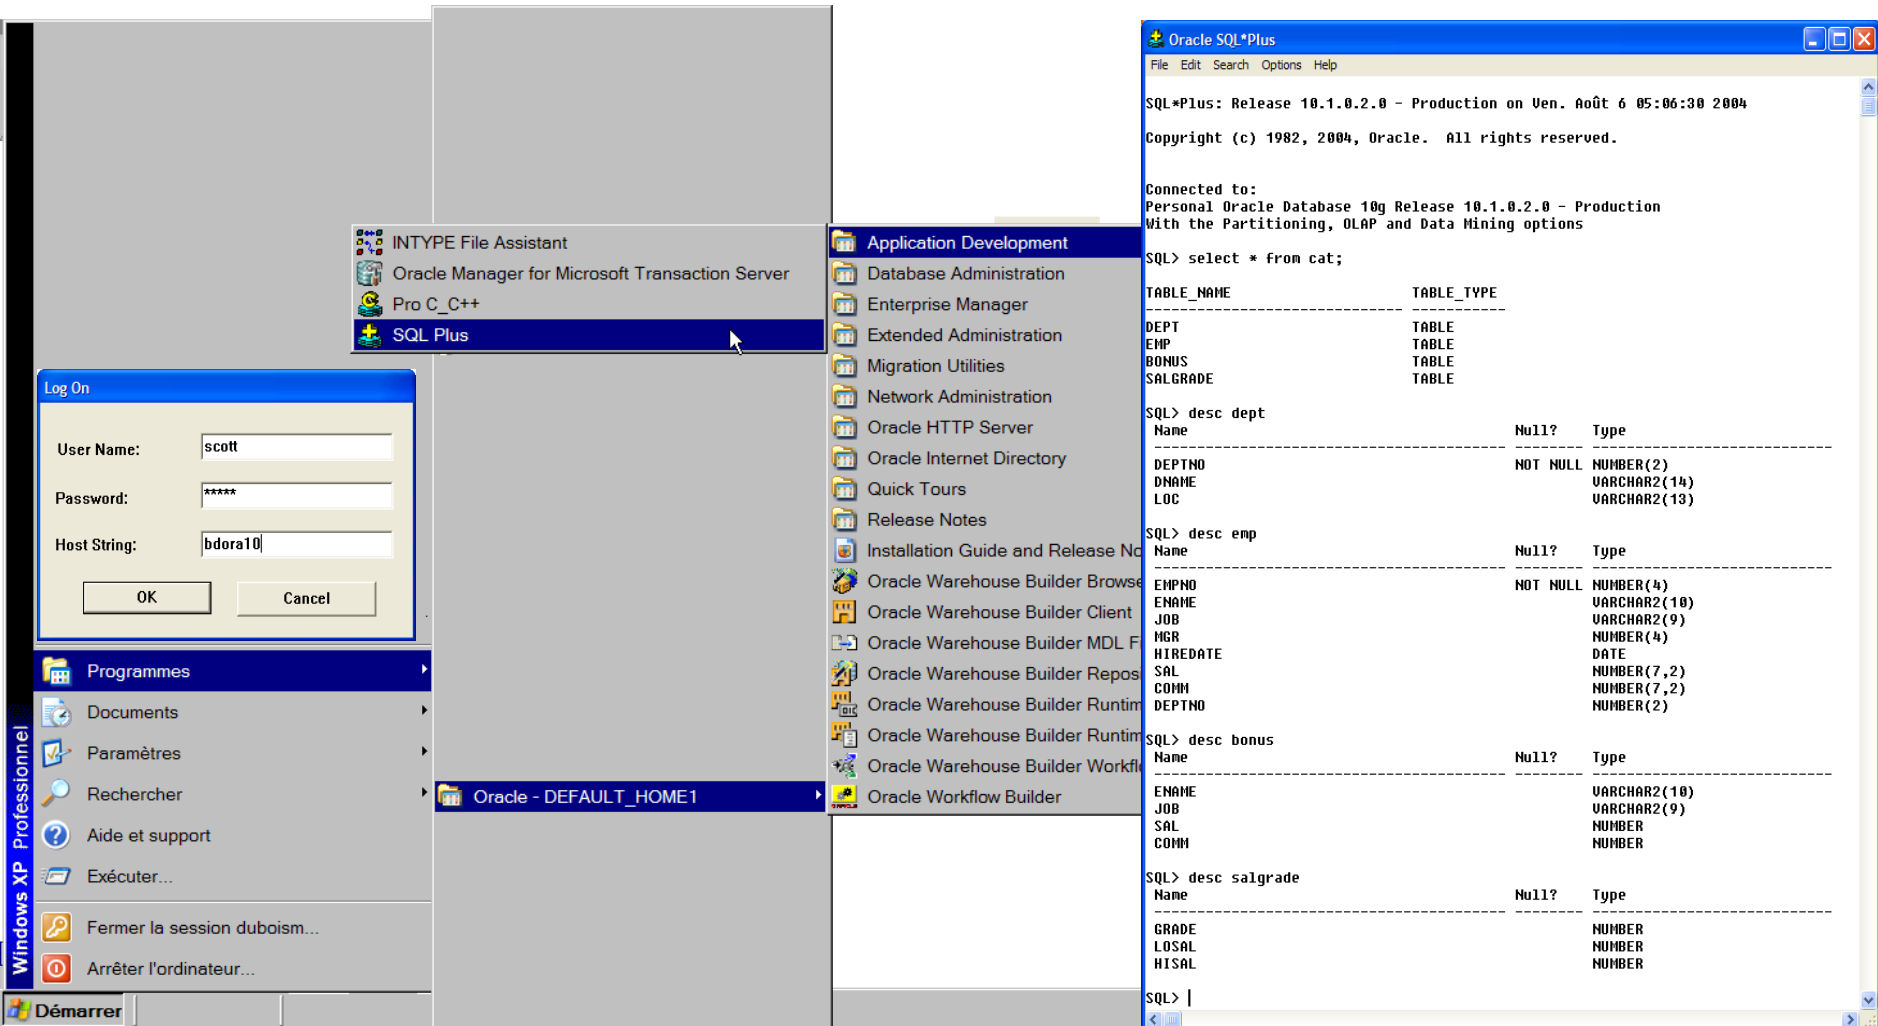 INTYPE File Assistant
Oracle Manager for Microsoft Transaction Server
Pro C_C++
SQL Plus
Log On
User Name:
scott
Password:
*****
Host String:
bdora10
OK
Cancel
Programmes
Documents
Paramètres
Rechercher
Aide et support
Exécuter...
Fermer la session duboism...
Arrêter l'ordinateur...
Windows XP Professionnel
Démarrer
Oracle - DEFAULT_HOME1
Application Development
Database Administration
Enterprise Manager
Extended Administration
Migration Utilities
Network Administration
Oracle HTTP Server
Oracle Internet Directory
Quick Tours
Release Notes
Installation Guide and Release No
Oracle Warehouse Builder Browse
Oracle Warehouse Builder Client
Oracle Warehouse Builder MDL F
Oracle Warehouse Builder Repos
Oracle Warehouse Builder Runtim
Oracle Warehouse Builder Runtim
Oracle Warehouse Builder Workfl
Oracle Workflow Builder
Oracle SQL*Plus
File Edit Search Options Help
SQL*Plus: Release 10.1.0.2.0 - Production on Ven. Août 6 05:06:30 2004
Copyright (c) 1982, 2004, Oracle.  All rights reserved.
Connected to:
Personal Oracle Database 10g Release 10.1.0.2.0 - Production
With the Partitioning, OLAP and Data Mining options
SQL> select * from cat;
TABLE_NAME TABLE_TYPE
------------------------------ -----------
DEPT TABLE
EMP TABLE
BONUS TABLE
SALGRADE TABLE
SQL> desc dept
Name Null? Type
----------------------------------------- -------- ----------------------------
DEPTNO NOT NULL NUMBER(2)
DNAME VARCHAR2(14)
LOC VARCHAR2(13)
SQL> desc emp
Name Null? Type
----------------------------------------- -------- ----------------------------
EMPNO NOT NULL NUMBER(4)
ENAME VARCHAR2(10)
JOB VARCHAR2(9)
MGR NUMBER(4)
HIREDATE DATE
SAL NUMBER(7,2)
COMM NUMBER(7,2)
DEPTNO NUMBER(2)
SQL> desc bonus
Name Null? Type
----------------------------------------- -------- ----------------------------
ENAME VARCHAR2(10)
JOB VARCHAR2(9)
SAL NUMBER
COMM NUMBER
SQL> desc salgrade
Name Null? Type
----------------------------------------- -------- ----------------------------
GRADE NUMBER
LOSAL NUMBER
HISAL NUMBER
SQL>